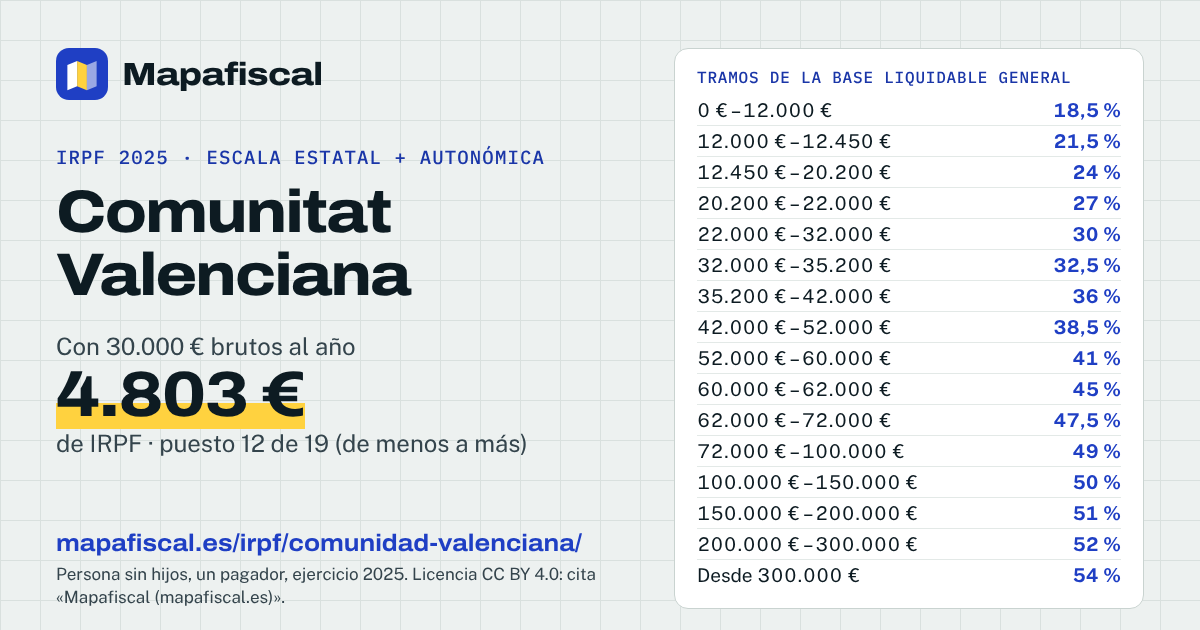 Mapafiscal
IRPF 2025 · ESCALA ESTATAL + AUTONÓMICA
Comunitat
Valenciana
Con 30.000 € brutos al año
4.803 €
de IRPF · puesto 12 de 19 (de menos a más)
mapafiscal.es/irpf/comunidad-valenciana/
Persona sin hijos, un pagador, ejercicio 2025. Licencia CC BY 4.0: cita
«Mapafiscal (mapafiscal.es)».
TRAMOS DE LA BASE LIQUIDABLE GENERAL
0 €–12.000 € 18,5 %
12.000 €–12.450 € 21,5 %
12.450 €–20.200 € 24 %
20.200 €–22.000 € 27 %
22.000 €–32.000 € 30 %
32.000 €–35.200 € 32,5 %
35.200 €–42.000 € 36 %
42.000 €–52.000 € 38,5 %
52.000 €–60.000 € 41 %
60.000 €–62.000 € 45 %
62.000 €–72.000 € 47,5 %
72.000 €–100.000 € 49 %
100.000 €–150.000 € 50 %
150.000 €–200.000 € 51 %
200.000 €–300.000 € 52 %
Desde 300.000 € 54 %